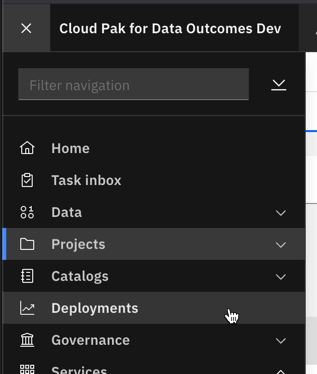 Cloud Pak for Data Outcomes Dev
Filter navigation
Home
Task inbox
Data
Projects
Catalogs
Deployments
Governance
Services